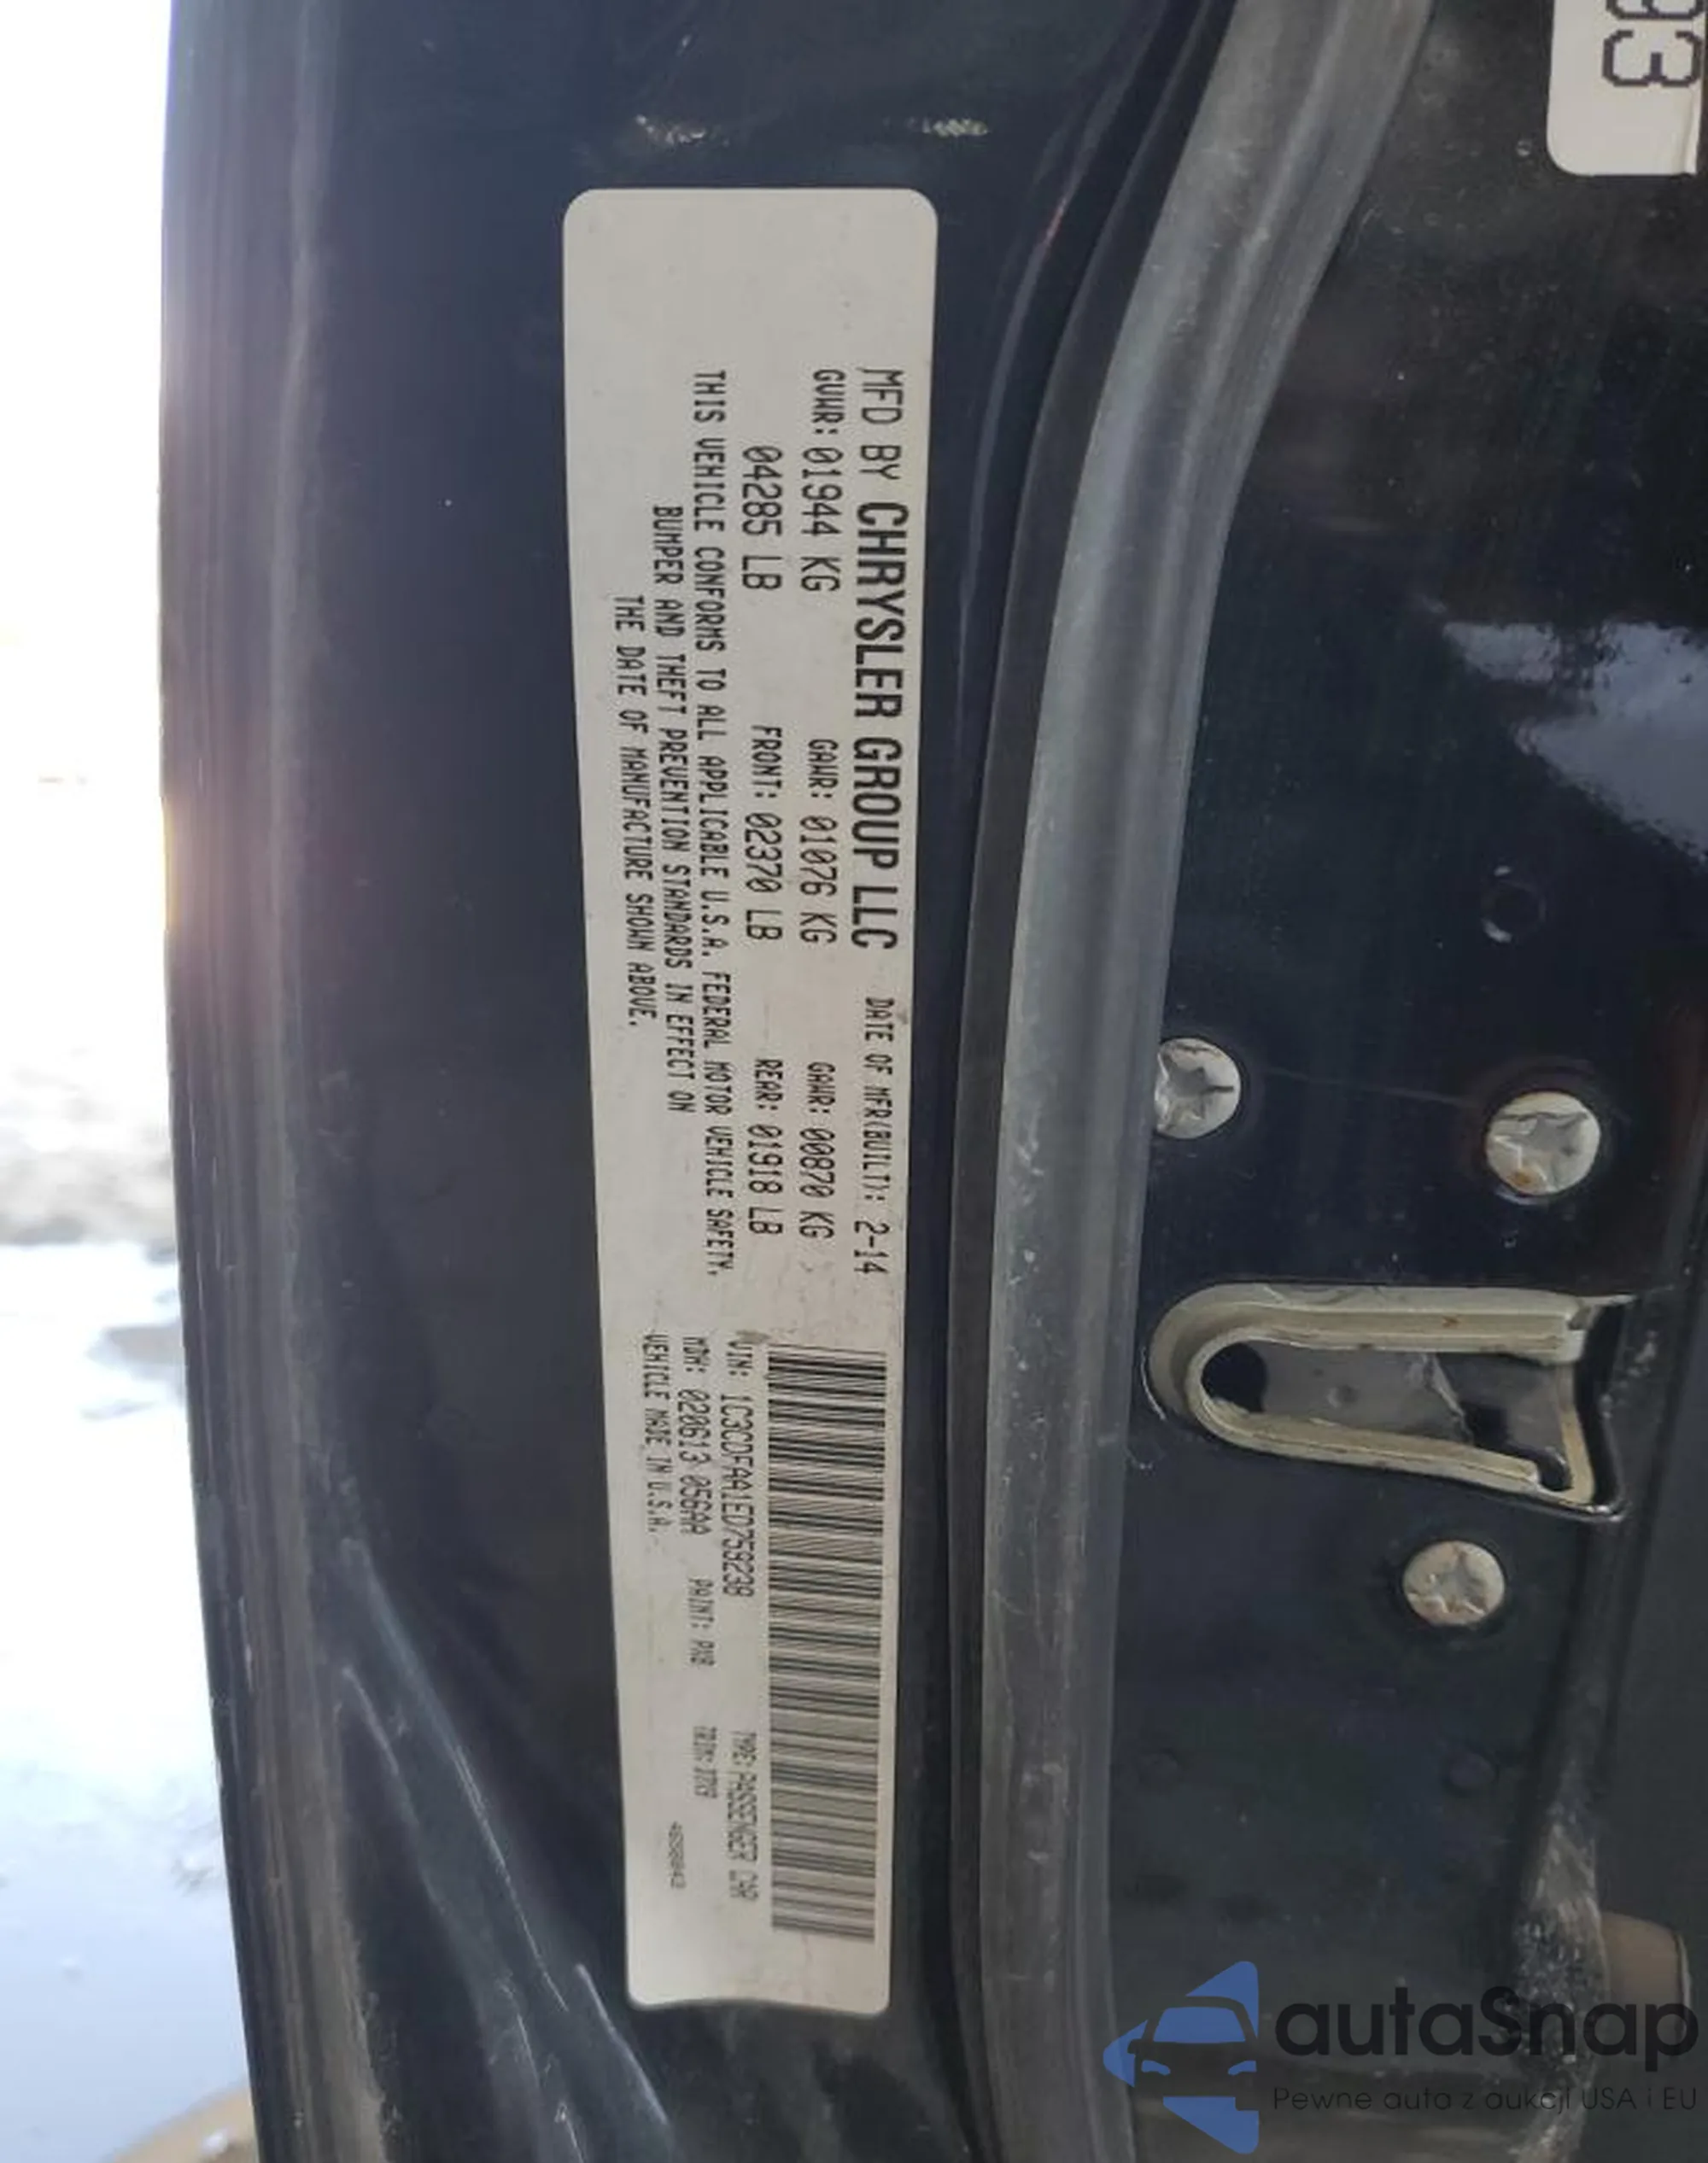 93
MFD BY CHRYSLER GROUP LLC
DATE OF MFR(BUILT): 2-14
GVWR: 01944 KG
GAWR: 01076 KG
GAWR: 00870 KG
04285 LB
FRONT: 02370 LB
REAR: 01918 LB
THIS VEHICLE CONFORMS TO ALL APPLICABLE U.S.A. FEDERAL MOTOR VEHICLE SAFETY,
BUMPER AND THEFT PREVENTION STANDARDS IN EFFECT ON
THE DATE OF MANUFACTURE SHOWN ABOVE.
VIN: 1C3CDFAA1ED759238
TYPE: PASSENGER CAR
MDH: 020613 056AA
PAINT: PXB
TRIM:
VEHICLE MADE IN U.S.A.
autaSnap
Pewne auta z aukcji USA i EU